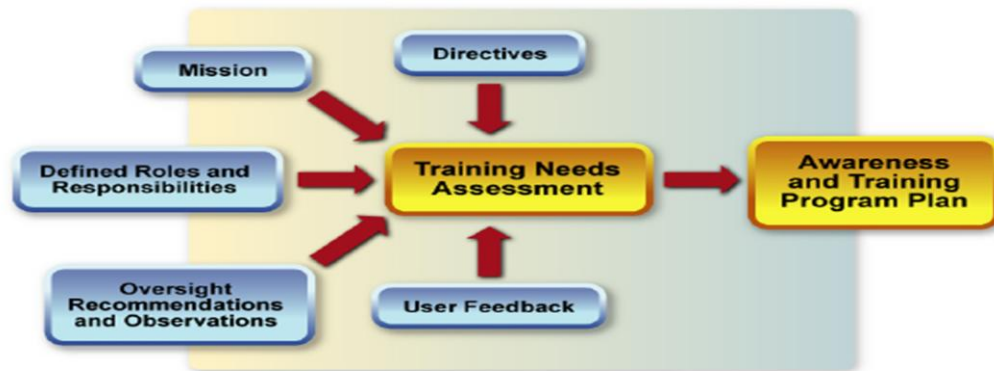 Directives
Mission
Defined Roles and
Responsibilities
Training Needs
Assessment
Awareness
and Training
Program Plan
Oversight
Recommendations
and Observations
User Feedback